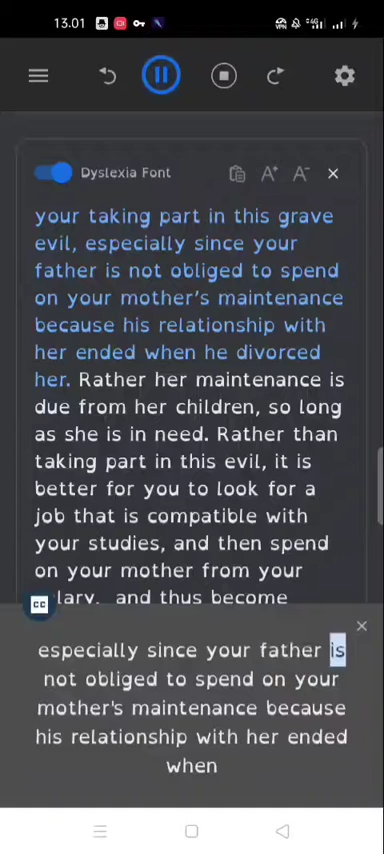 13.01
Dyslexia Font
A+
A-
your taking part in this grave
evil, especially since your
father is not obliged to spend
on your mother's maintenance
because his relationship with
her ended when he divorced
her. Rather her maintenance is
due from her children, so long
as she is in need. Rather than
taking part in this evil, it is
better for you to look for a
job that is compatible with
your studies, and then spend
on your mother from your
lary, and thus become
CC
especially since your father is
not obliged to spend on your
mother's maintenance because
his relationship with her ended
when